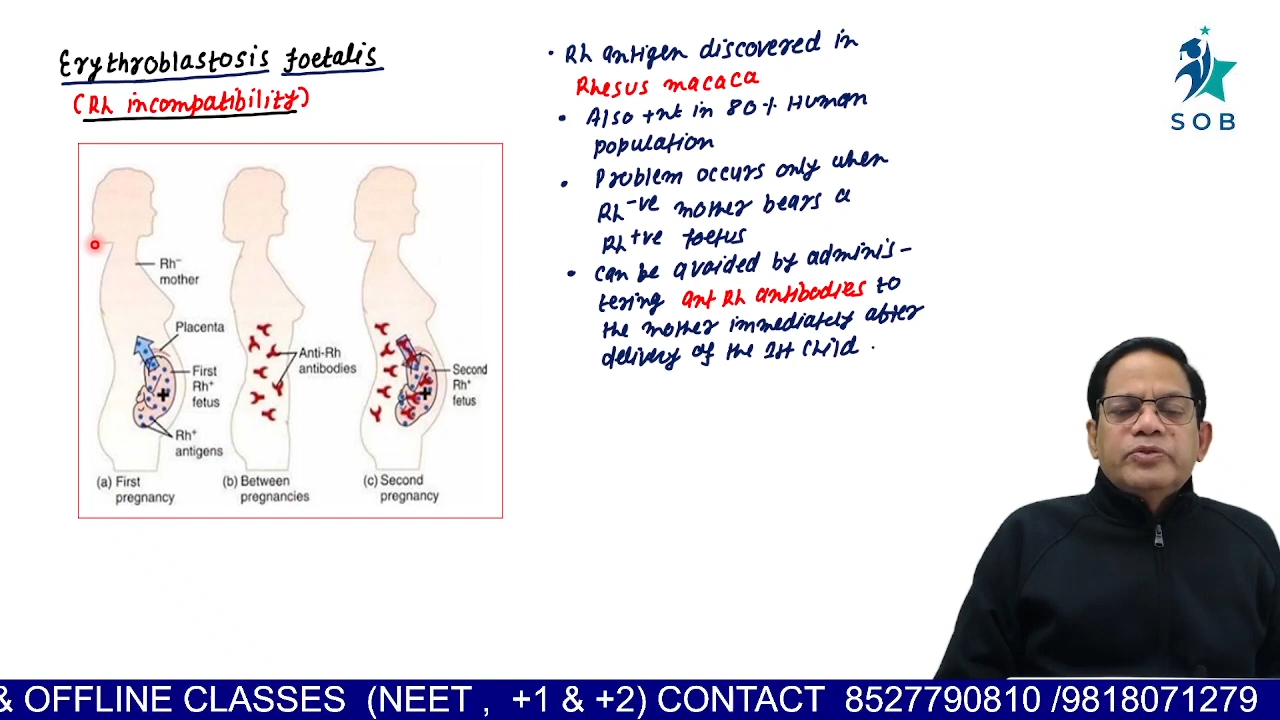 Erythroblastosis foetalis
(Rh incompatibility)
Rh⁻
mother
Placenta
First
Rh⁺
fetus
Rh⁺
antigens
Anti-Rh
antibodies
Second
Rh⁺
fetus
(a) First
pregnancy
(b) Between
pregnancies
(c) Second
pregnancy
• Rh antigen discovered in
Rhesus macaca
• Also +nt in 80% Human
population
• Problem occurs only when
Rh -ve mother bears a
Rh +ve foetus
• can be avoided by adminis-
tering ant Rh antibodies to
the mother immediately after
delivery of the Ist child.
SOB
& OFFLINE CLASSES (NEET , +1 & +2) CONTACT 8527790810 /9818071279